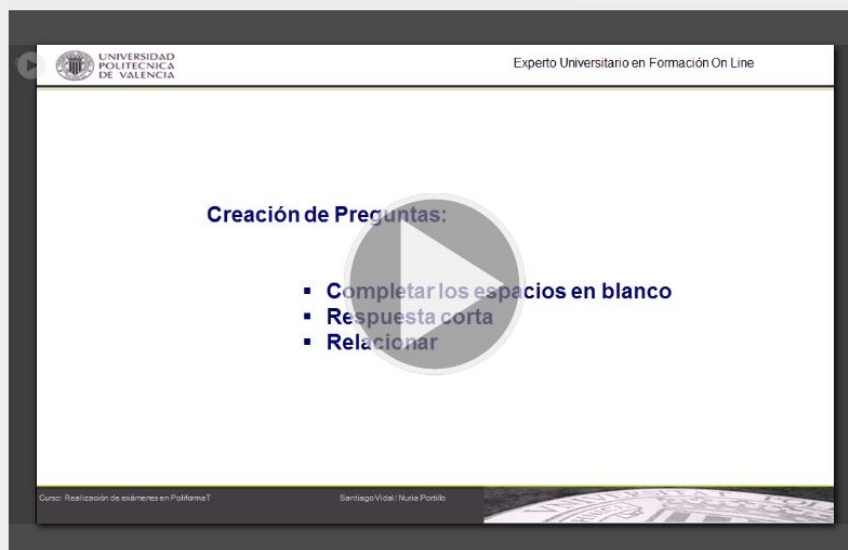 UNIVERSIDAD
POLITECNICA
DE VALENCIA
Experto Universitario en Formación On Line
Creación de Preguntas:
▪ Completar los espacios en blanco
▪ Respuesta corta
▪ Relacionar
Curso: Realización de exámenes en PoliformaT
Santiago Vidal / Nuria Portillo